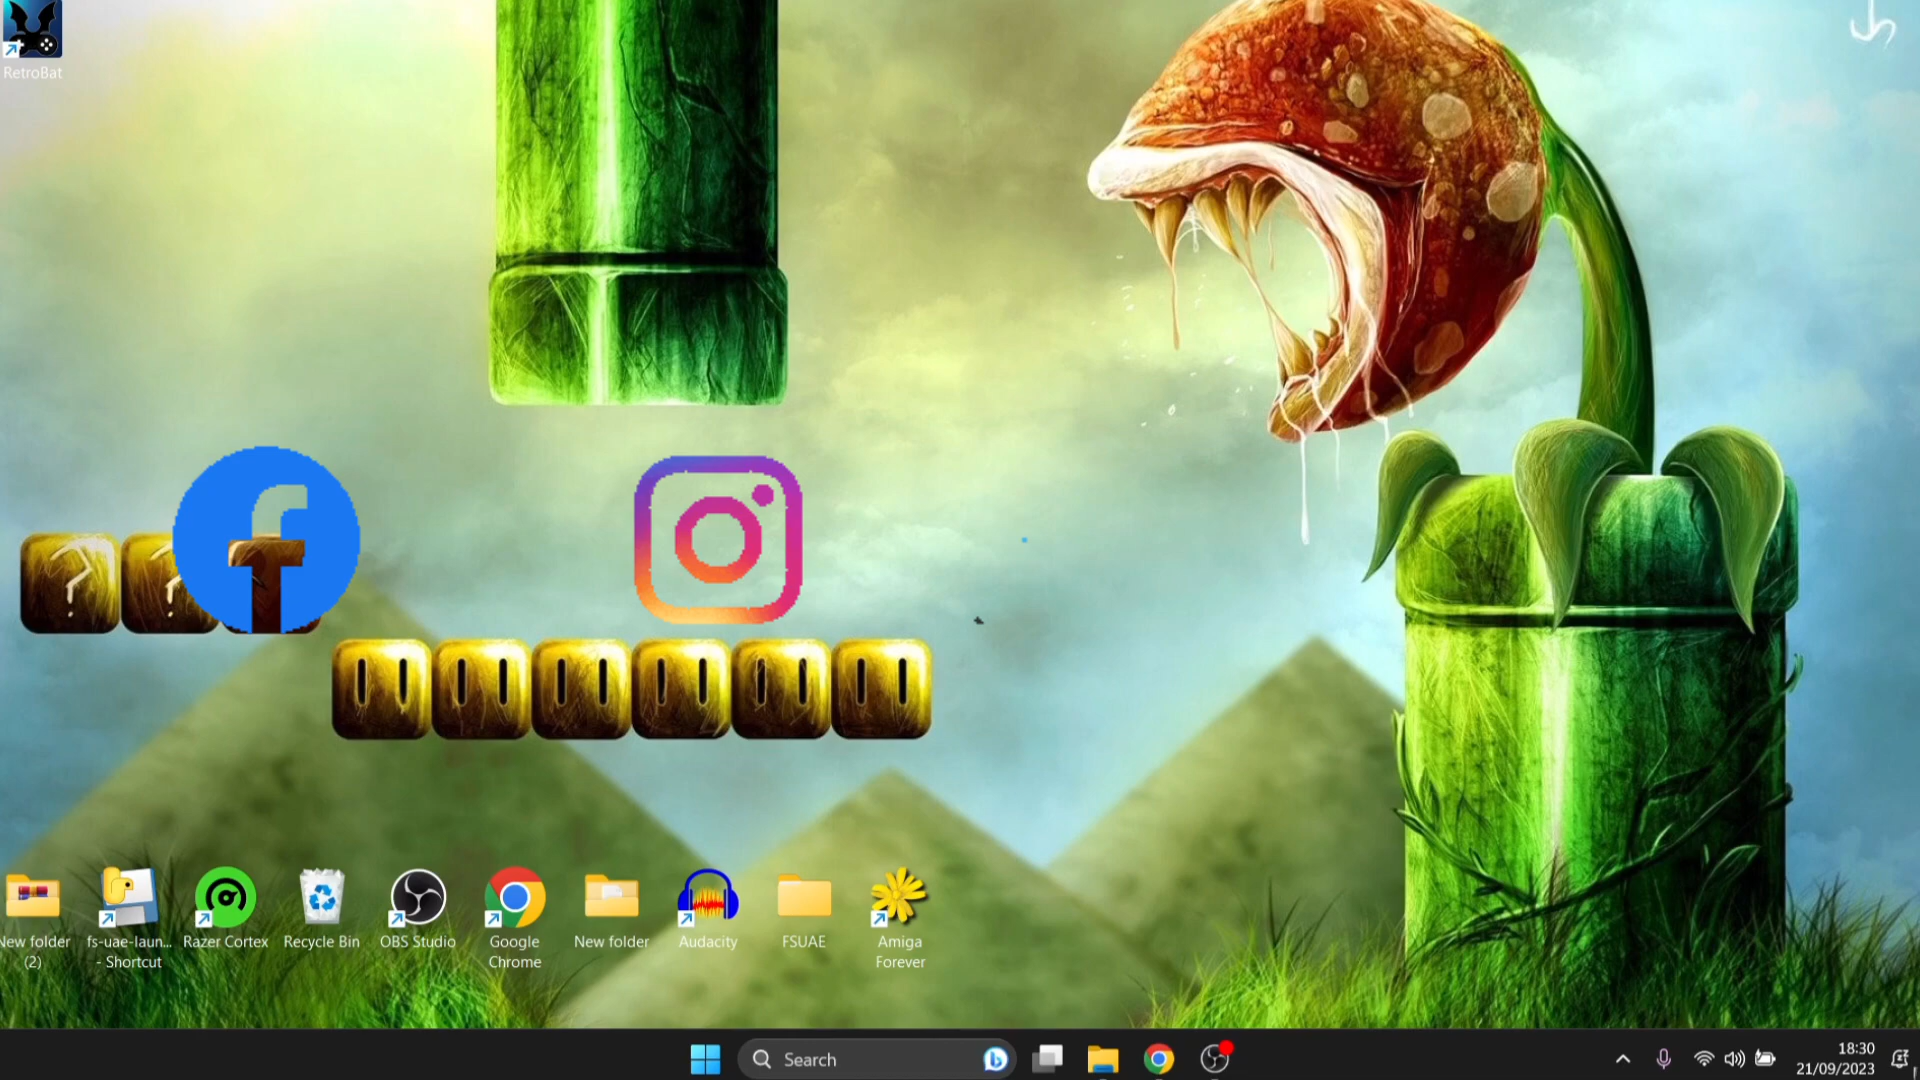 RetroBat
New folder
(2)
fs-uae-laun...
- Shortcut
Razer Cortex
Recycle Bin
OBS Studio
Google
Chrome
New folder
Audacity
FSUAE
Amiga
Forever
Search
18:30
21/09/2023